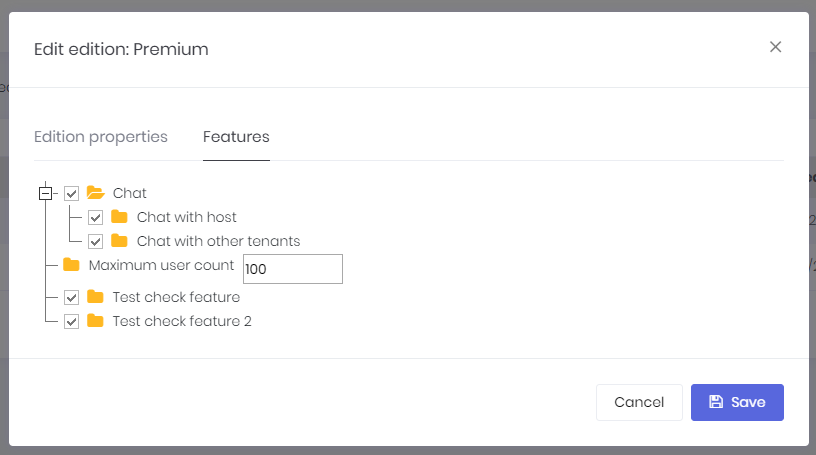 Edit edition: Premium
Edition properties Features
Chat
Chat with host
Chat with other tenants
Maximum user count 100
Test check feature
Test check feature 2
Cancel Save